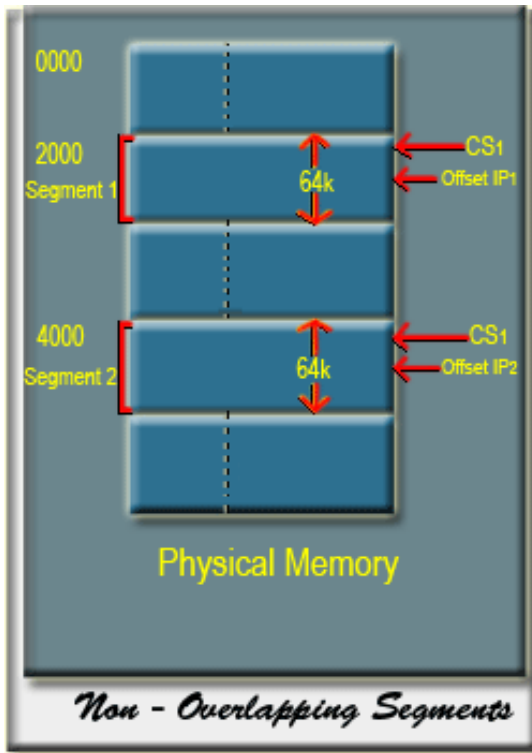 0000
2000
Segment 1
64k
CS1
Offset IP1
4000
Segment 2
64k
CS1
Offset IP2
Physical Memory
Non - Overlapping Segments